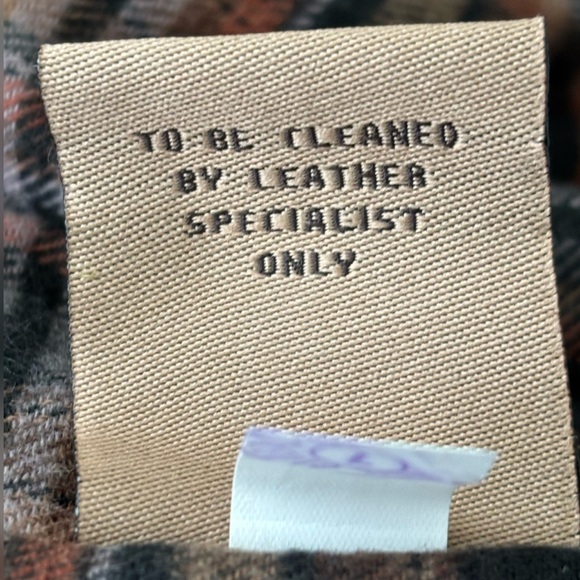 TO BE CLEANED
BY LEATHER
SPECIALIST
ONLY